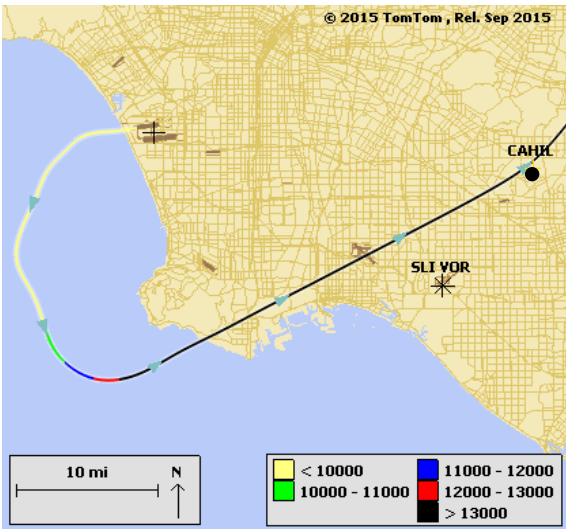 © 2015 TomTom , Rel. Sep 2015
CAHIL
SLI VOR
10 mi
N
< 10000
10000 - 11000
11000 - 12000
12000 - 13000
> 13000